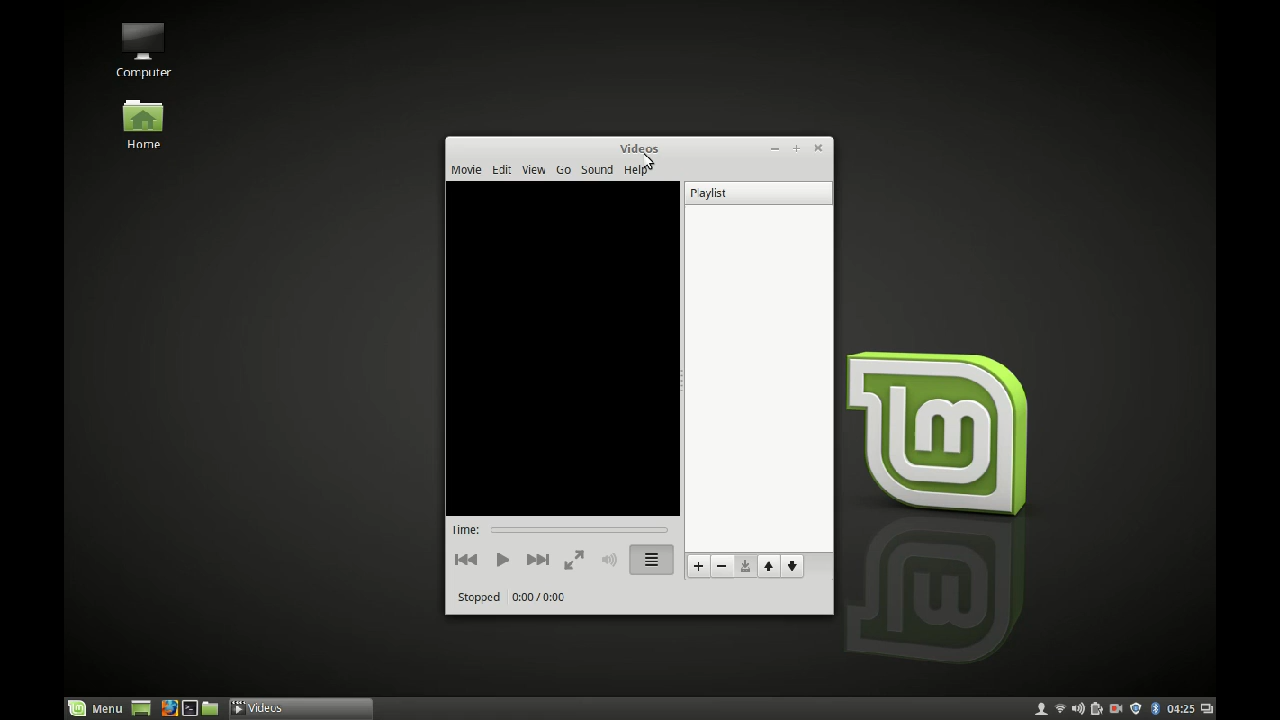 Computer
Home
Videos
Movie Edit View Go Sound Help
Playlist
Time:
Stopped 0:00 / 0:00
Menu Videos 04:25